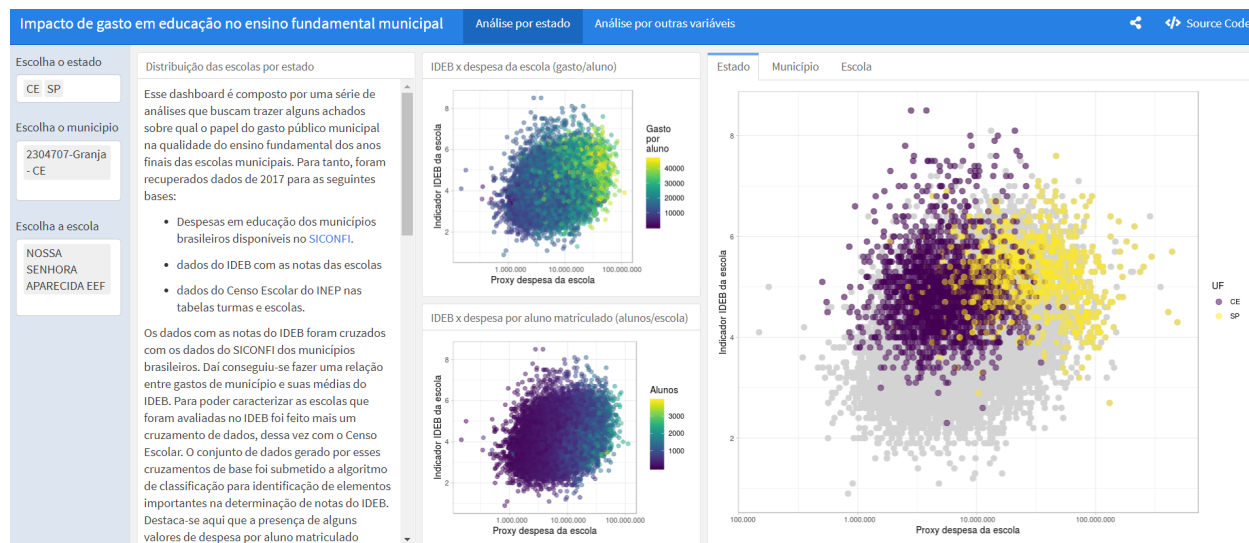 Impacto de gasto em educação no ensino fundamental municipal
Análise por estado
Análise por outras variáveis
Source Code
Escolha o estado
CE SP
Escolha o municipio
2304707-Granja
- CE
Escolha a escola
NOSSA
SENHORA
APARECIDA EEF
Distribuição das escolas por estado
Esse dashboard é composto por uma série de
análises que buscam trazer alguns achados
sobre qual o papel do gasto público municipal
na qualidade do ensino fundamental dos anos
finais das escolas municipais. Para tanto, foram
recuperados dados de 2017 para as seguintes
bases:
• Despesas em educação dos municípios
brasileiros disponíveis no SICONFI.
• dados do IDEB com as notas das escolas
• dados do Censo Escolar do INEP nas
tabelas turmas e escolas.
Os dados com as notas do IDEB foram cruzados
com os dados do SICONFI dos municípios
brasileiros. Daí conseguiu-se fazer uma relação
entre gastos de município e suas médias do
IDEB. Para poder caracterizar as escolas que
foram avaliadas no IDEB foi feito mais um
cruzamento de dados, dessa vez com o Censo
Escolar. O conjunto de dados gerado por esses
cruzamentos de base foi submetido a algoritmo
de classificação para identificação de elementos
importantes na determinação de notas do IDEB.
Destaca-se aqui que a presença de alguns
valores de despesa por aluno matriculado
IDEB x despesa da escola (gasto/aluno)
Indicador IDEB da escola
8
6
4
2
1.000.000 10.000.000 100.000.000
Proxy despesa da escola
Gasto
por
aluno
40000
30000
20000
10000
IDEB x despesa por aluno matriculado (alunos/escola)
Indicador IDEB da escola
8
6
4
2
1.000.000 10.000.000 100.000.000
Proxy despesa da escola
Alunos
3000
2000
1000
Estado
Município
Escola
Indicador IDEB da escola
8
6
4
2
100.000 1.000.000 10.000.000 100.000.000
Proxy despesa da escola
UF
CE
SP